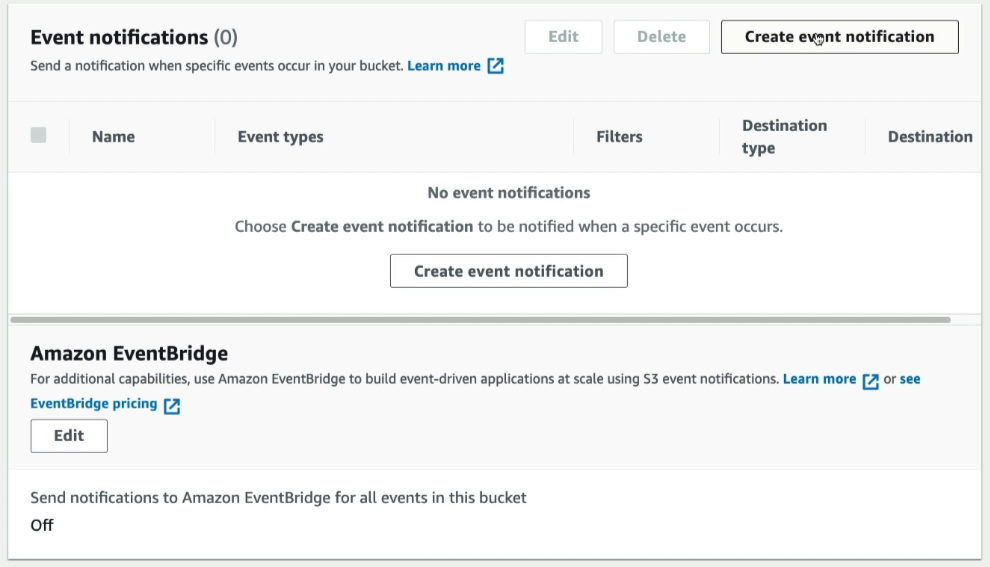 Event notifications (0)
Edit
Delete
Create event notification
Send a notification when specific events occur in your bucket. Learn more
Name
Event types
Filters
Destination
type
Destination
No event notifications
Choose Create event notification to be notified when a specific event occurs.
Create event notification
Amazon EventBridge
For additional capabilities, use Amazon EventBridge to build event-driven applications at scale using S3 event notifications. Learn more or see
EventBridge pricing
Edit
Send notifications to Amazon EventBridge for all events in this bucket
Off